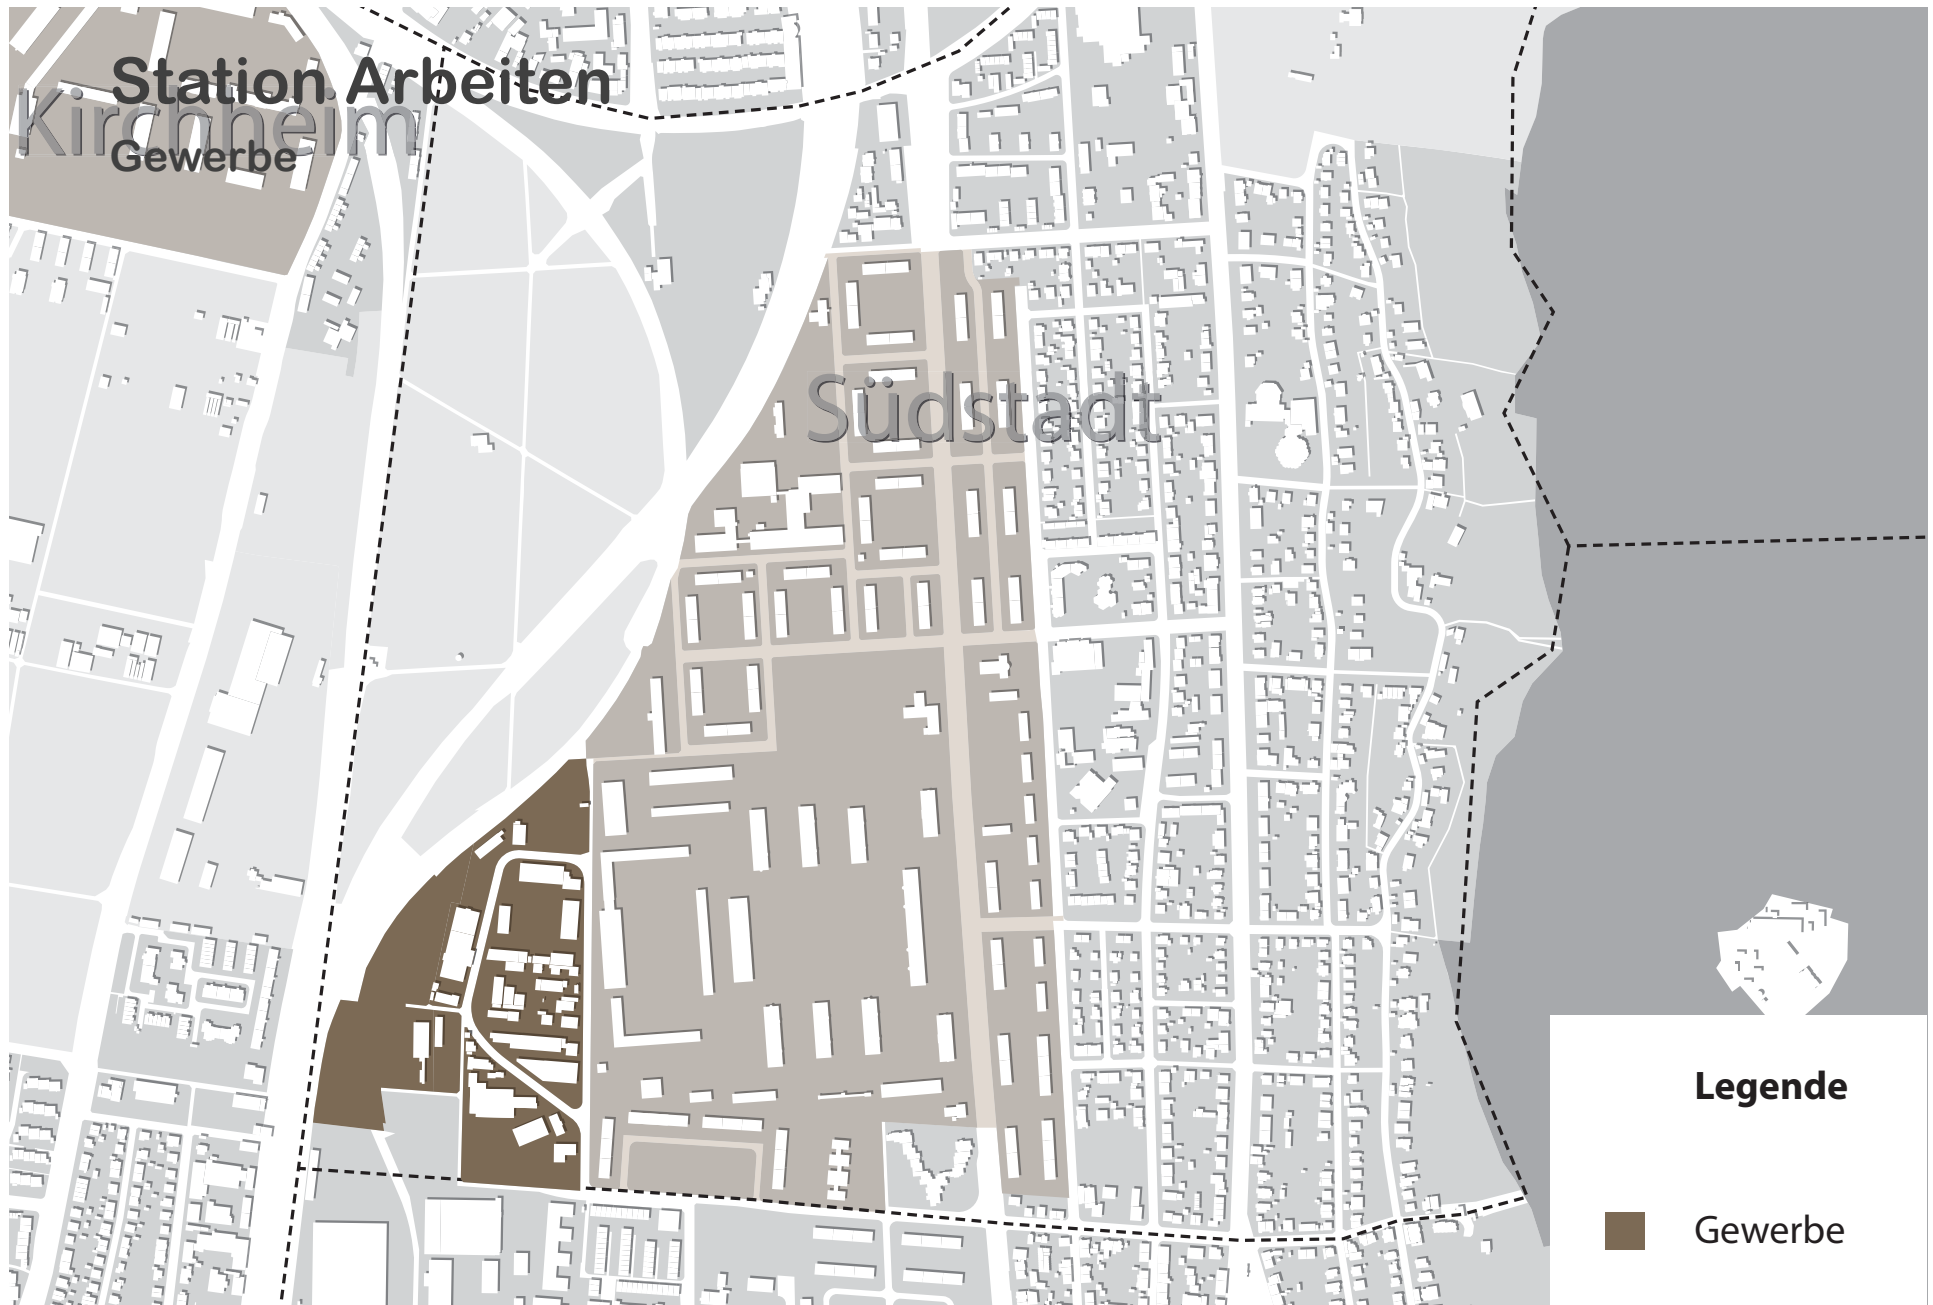 Station Arbeiten
Kirchheim
Gewerbe
Südstadt
Legende
Gewerbe